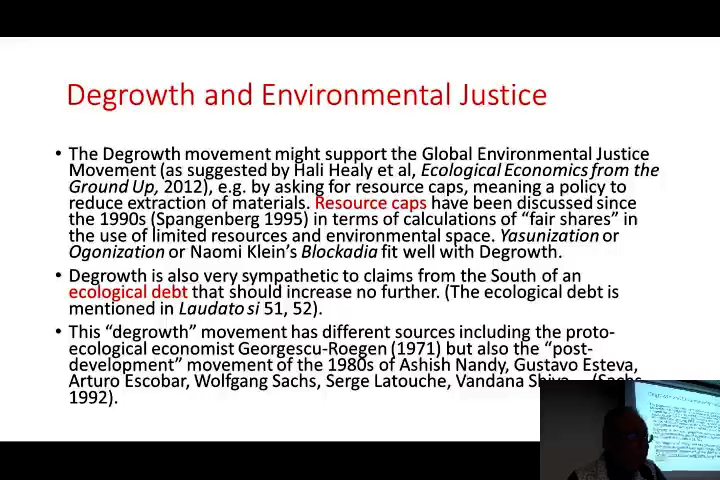 Degrowth and Environmental Justice
• The Degrowth movement might support the Global Environmental Justice
Movement (as suggested by Hali Healy et al, Ecological Economics from the
Ground Up, 2012), e.g. by asking for resource caps, meaning a policy to
reduce extraction of materials. Resource caps have been discussed since
the 1990s (Spangenberg 1995) in terms of calculations of “fair shares” in
the use of limited resources and environmental space. Yasunization or
Ogonization or Naomi Klein’s Blockadia fit well with Degrowth.
• Degrowth is also very sympathetic to claims from the South of an
ecological debt that should increase no further. (The ecological debt is
mentioned in Laudato si 51, 52).
• This “degrowth” movement has different sources including the proto-
ecological economist Georgescu-Roegen (1971) but also the “post-
development” movement of the 1980s of Ashish Nandy, Gustavo Esteva,
Arturo Escobar, Wolfgang Sachs, Serge Latouche, Vandana Shiva... (Sachs
1992).